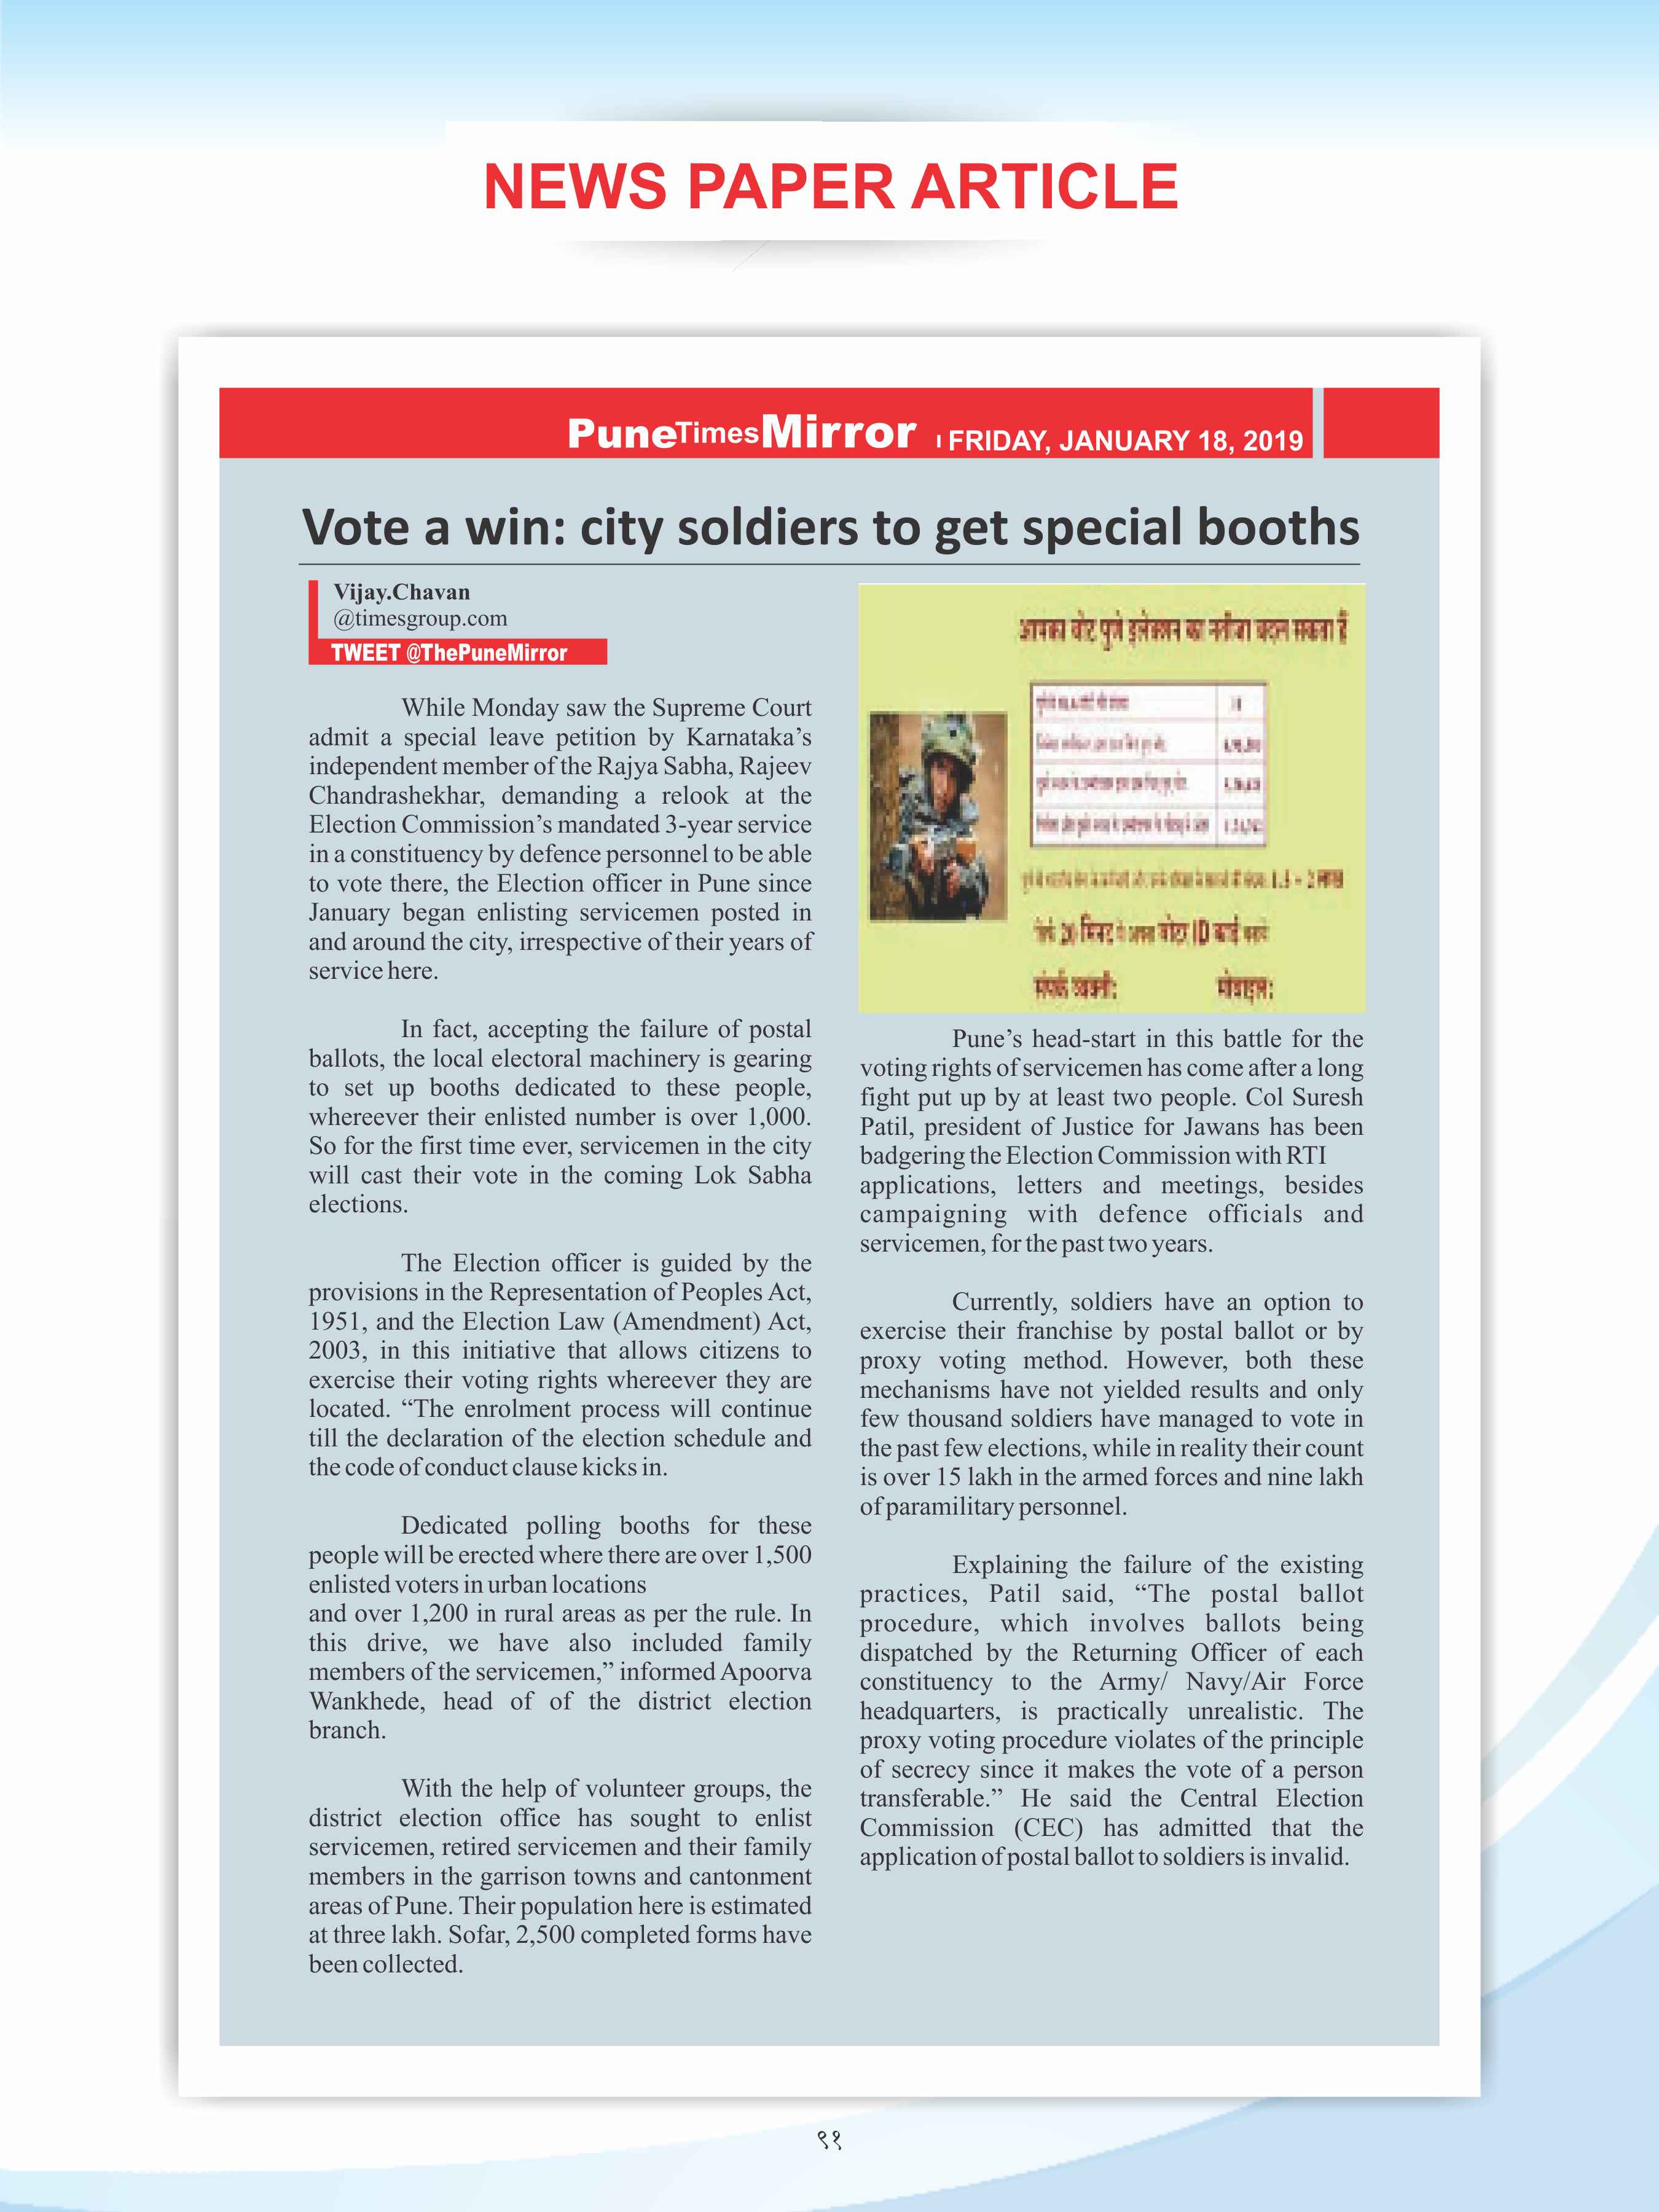 NEWS PAPER ARTICLE
PuneTimesMirror FRIDAY, JANUARY 18, 2019
Vote a win: city soldiers to get special booths
Vijay.Chavan
@timesgroup.com
TWEET @ThePuneMirror
While Monday saw the Supreme Court
admit a special leave petition by Karnataka’s
independent member of the Rajya Sabha, Rajeev
Chandrashekhar, demanding a relook at the
Election Commission’s mandated 3-year service
in a constituency by defence personnel to be able
to vote there, the Election officer in Pune since
January began enlisting servicemen posted in
and around the city, irrespective of their years of
service here.
In fact, accepting the failure of postal
ballots, the local electoral machinery is gearing
to set up booths dedicated to these people,
whereever their enlisted number is over 1,000.
So for the first time ever, servicemen in the city
will cast their vote in the coming Lok Sabha
elections.
The Election officer is guided by the
provisions in the Representation of Peoples Act,
1951, and the Election Law (Amendment) Act,
2003, in this initiative that allows citizens to
exercise their voting rights whereever they are
located. “The enrolment process will continue
till the declaration of the election schedule and
the code of conduct clause kicks in.
Dedicated polling booths for these
people will be erected where there are over 1,500
enlisted voters in urban locations
and over 1,200 in rural areas as per the rule. In
this drive, we have also included family
members of the servicemen,” informed Apoorva
Wankhede, head of of the district election
branch.
With the help of volunteer groups, the
district election office has sought to enlist
servicemen, retired servicemen and their family
members in the garrison towns and cantonment
areas of Pune. Their population here is estimated
at three lakh. Sofar, 2,500 completed forms have
been collected.
आपका वोट पुणे इलेक्शन का नतीजा बदल सकता हैं
1.5 - 2 लाख
20 मिनट वोटर ID कार्ड
संपर्क व्यक्ती: मोबाइल:
Pune’s head-start in this battle for the
voting rights of servicemen has come after a long
fight put up by at least two people. Col Suresh
Patil, president of Justice for Jawans has been
badgering the Election Commission with RTI
applications, letters and meetings, besides
campaigning with defence officials and
servicemen, for the past two years.
Currently, soldiers have an option to
exercise their franchise by postal ballot or by
proxy voting method. However, both these
mechanisms have not yielded results and only
few thousand soldiers have managed to vote in
the past few elections, while in reality their count
is over 15 lakh in the armed forces and nine lakh
of paramilitary personnel.
Explaining the failure of the existing
practices, Patil said, “The postal ballot
procedure, which involves ballots being
dispatched by the Returning Officer of each
constituency to the Army/ Navy/Air Force
headquarters, is practically unrealistic. The
proxy voting procedure violates of the principle
of secrecy since it makes the vote of a person
transferable.” He said the Central Election
Commission (CEC) has admitted that the
application of postal ballot to soldiers is invalid.
११